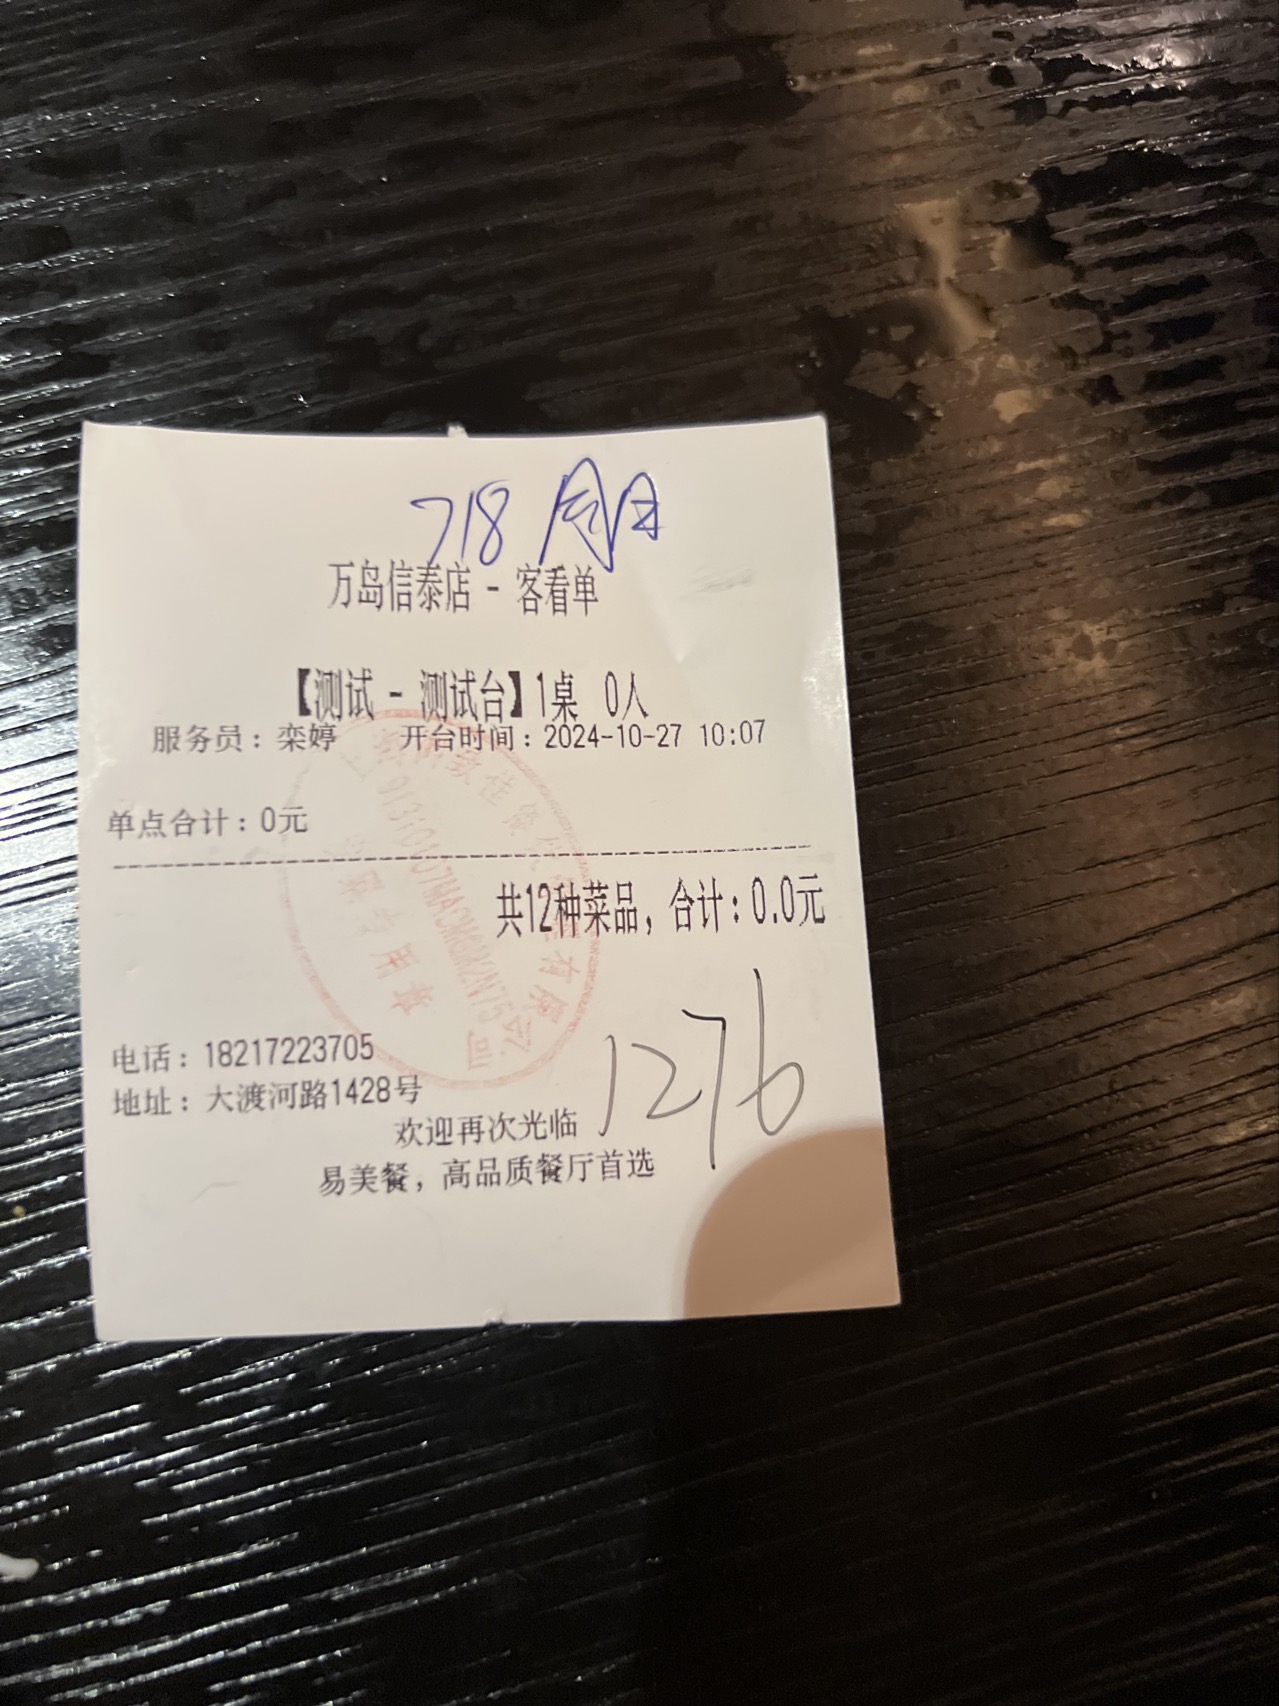 718 周日
万岛信泰店 - 客看单
【测试 - 测试台】1桌 0人
服务员：栾婷 开台时间：2024-10-27 10:07
单点合计：0元
共12种菜品，合计：0.0元
1276
电话：18217223705
地址：大渡河路1428号
欢迎再次光临
易美餐，高品质餐厅首选